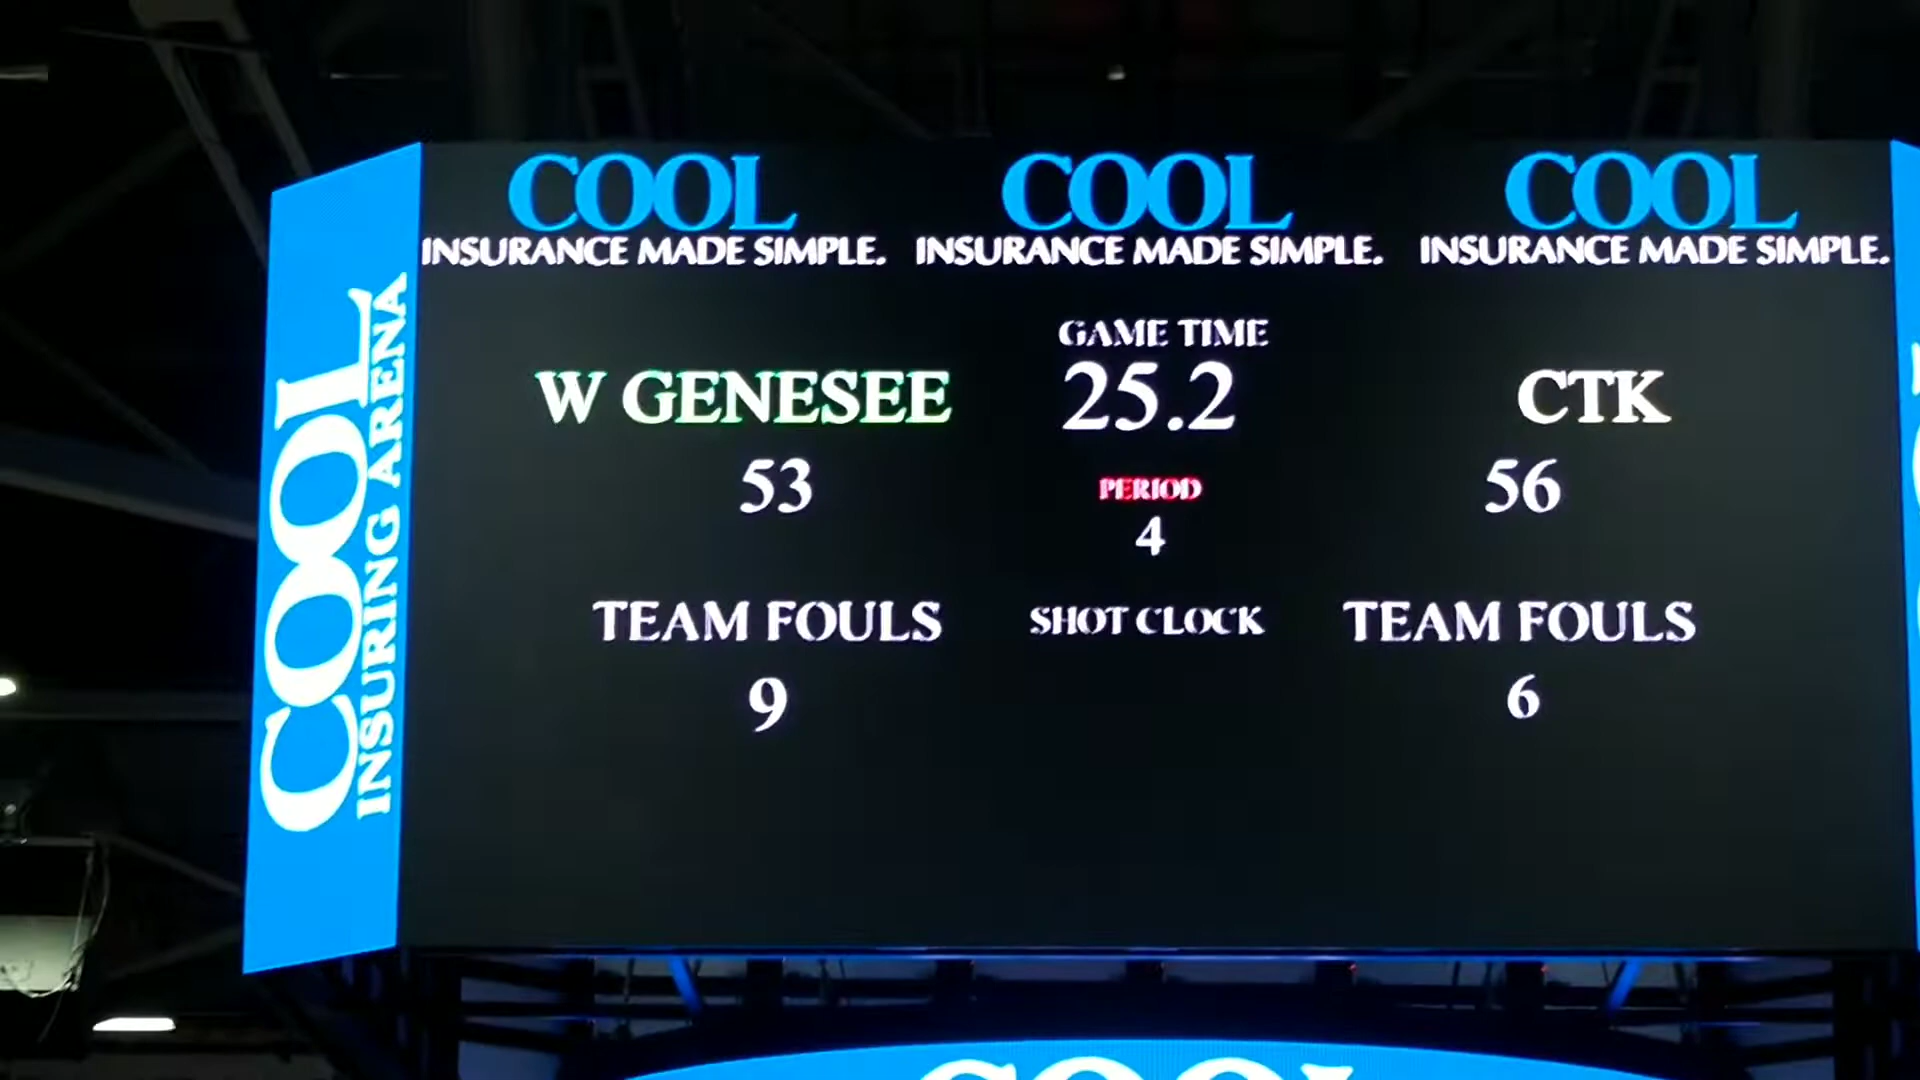 COOL COOL COOL
INSURANCE MADE SIMPLE. INSURANCE MADE SIMPLE. INSURANCE MADE SIMPLE.
COOL
INSURING ARENA
GAME TIME
W GENESEE 25.2 CTK
53 PERIOD 56
4
TEAM FOULS SHOT CLOCK TEAM FOULS
9 6
COOL